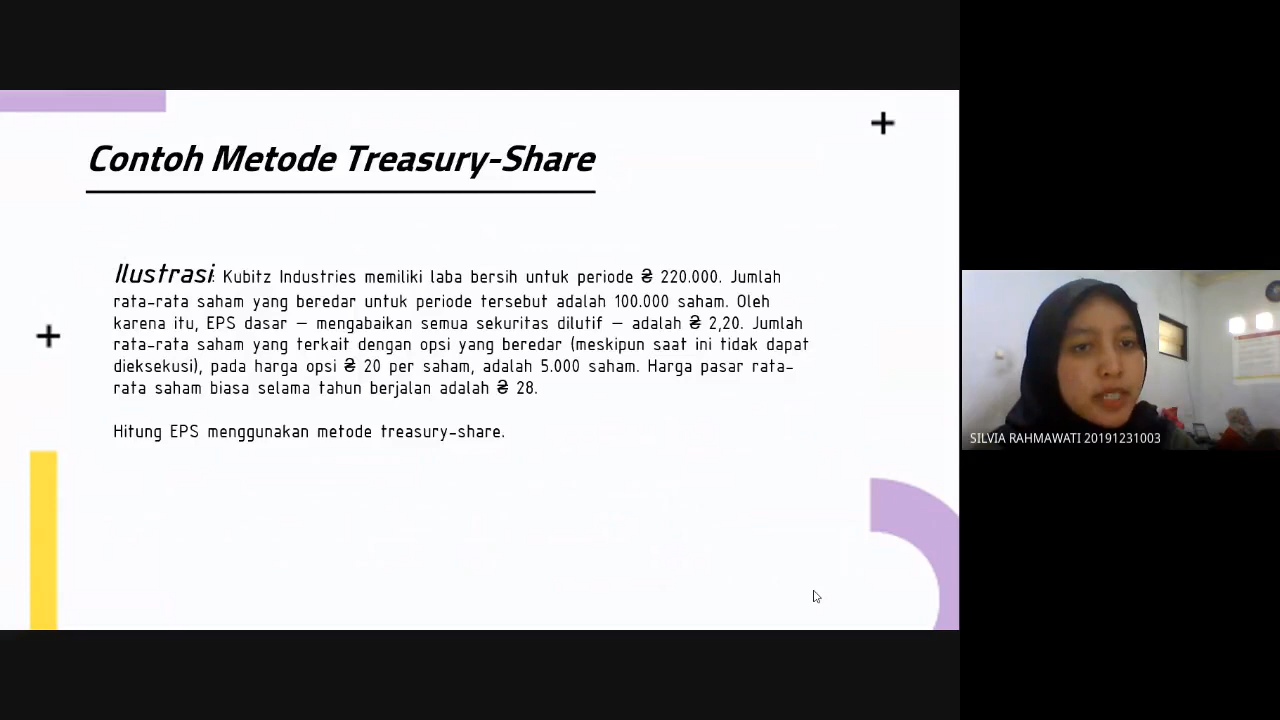 Contoh Metode Treasury-Share
Ilustrasi: Kubitz Industries memiliki laba bersih untuk periode ₴ 220.000. Jumlah
rata-rata saham yang beredar untuk periode tersebut adalah 100.000 saham. Oleh
karena itu, EPS dasar – mengabaikan semua sekuritas dilutif – adalah ₴ 2,20. Jumlah
rata-rata saham yang terkait dengan opsi yang beredar (meskipun saat ini tidak dapat
dieksekusi), pada harga opsi ₴ 20 per saham, adalah 5.000 saham. Harga pasar rata-
rata saham biasa selama tahun berjalan adalah ₴ 28.
Hitung EPS menggunakan metode treasury-share.
SILVIA RAHMAWATI 20191231003